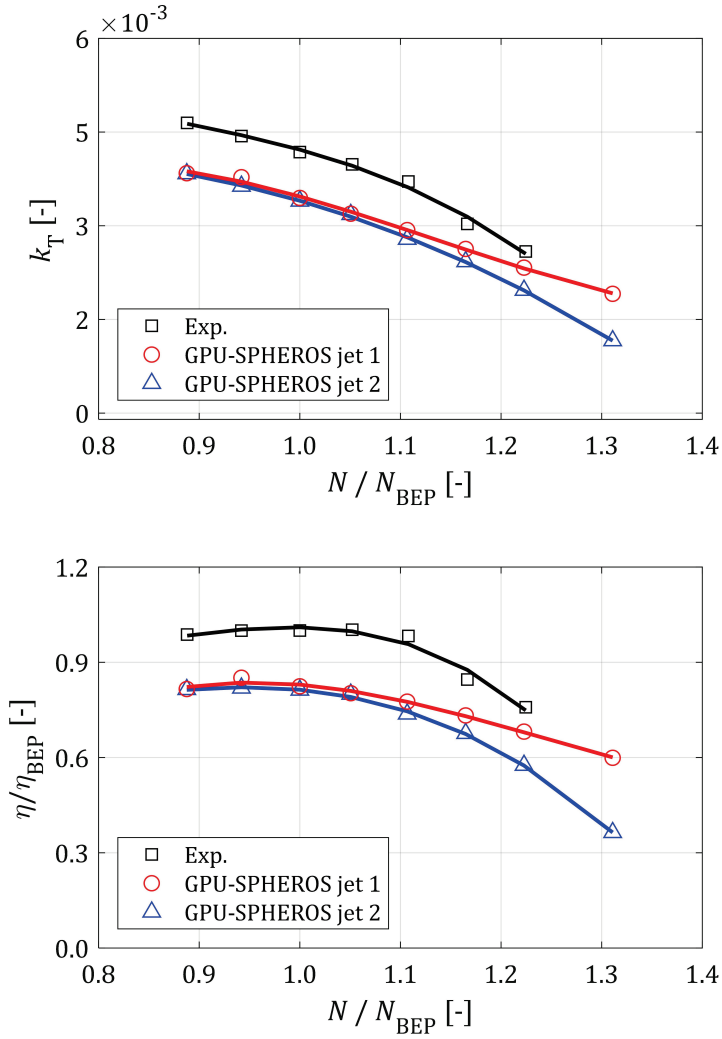 6 ×10⁻³
5
3
2
0
k_T [-]
Exp.
GPU-SPHEROS jet 1
GPU-SPHEROS jet 2
0.8 0.9 1.0 1.1 1.2 1.3 1.4
N / N_BEP [-]
1.2
0.9
0.6
0.3
0.0
η/η_BEP [-]
Exp.
GPU-SPHEROS jet 1
GPU-SPHEROS jet 2
0.8 0.9 1.0 1.1 1.2 1.3 1.4
N / N_BEP [-]